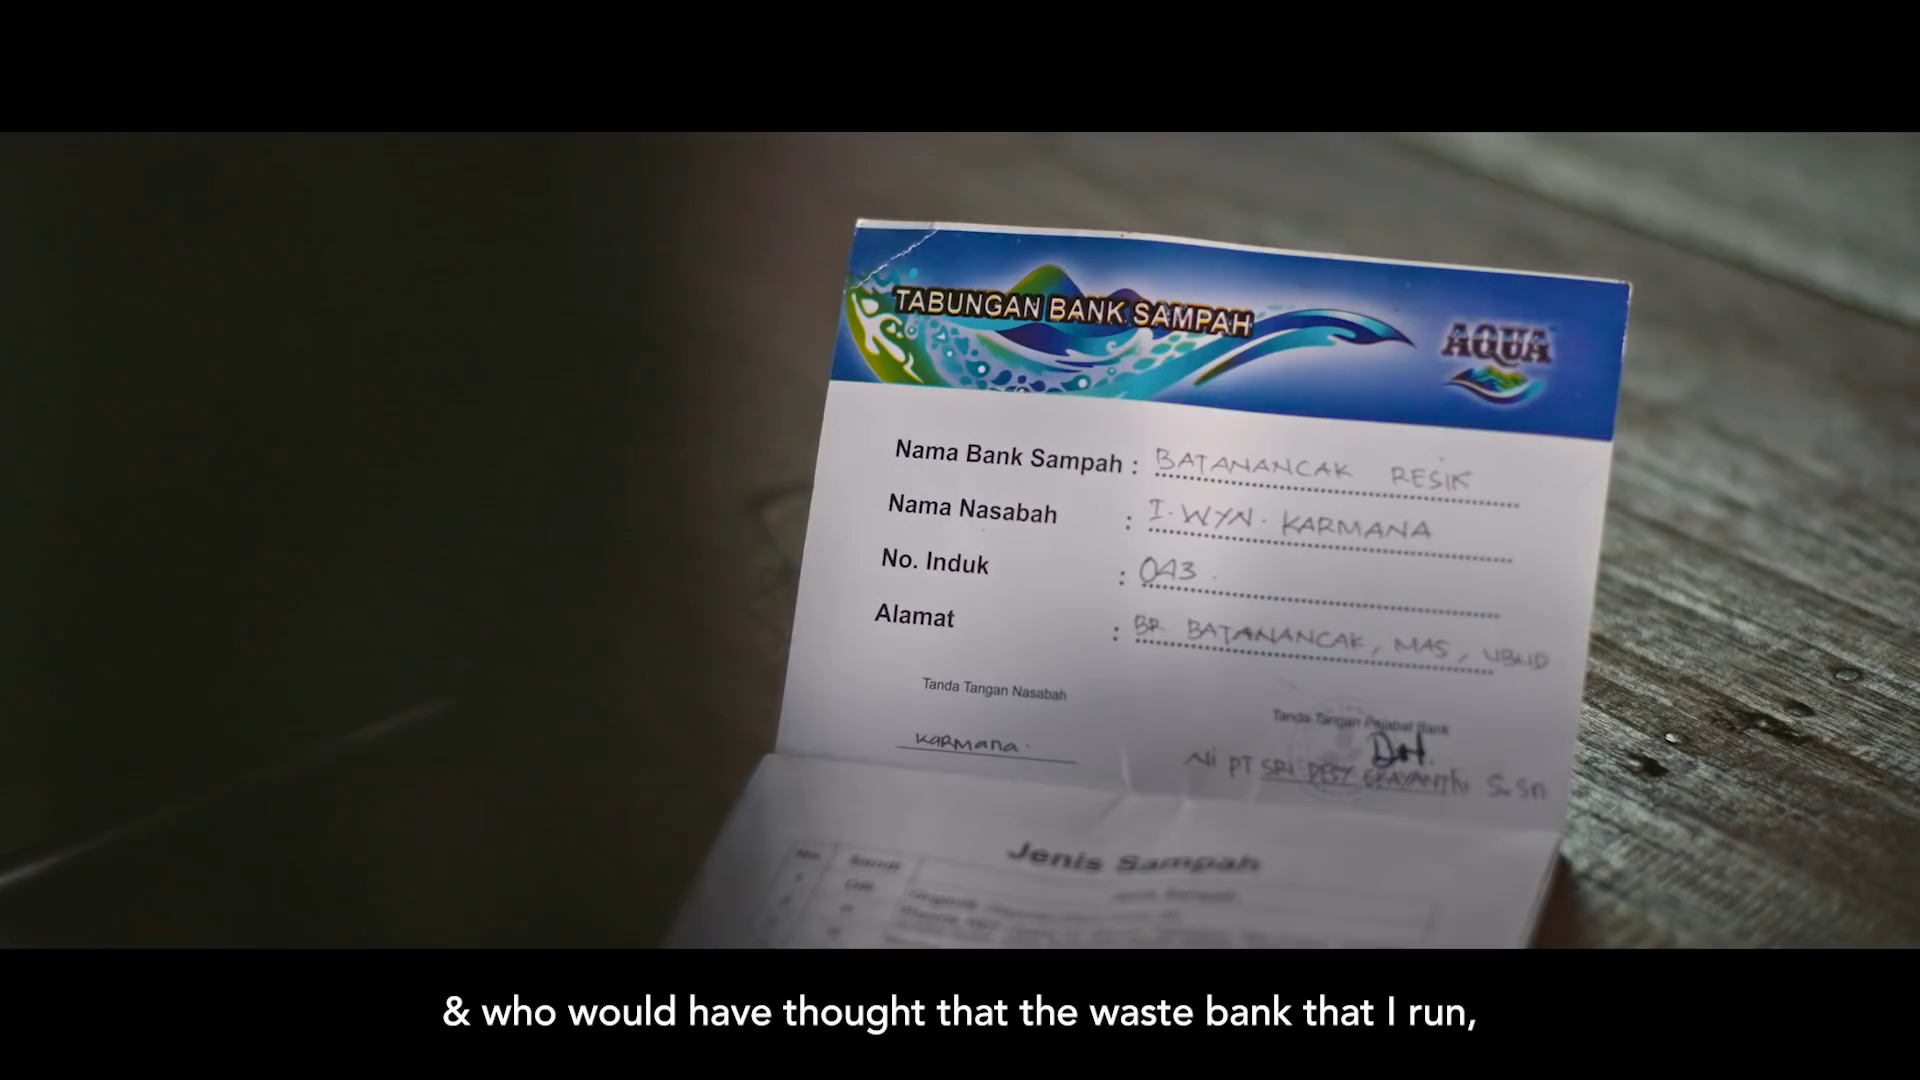 TABUNGAN BANK SAMPAH
AQUA
Nama Bank Sampah : BATANANCAK RESIK
Nama Nasabah : I. WYN. KARMANA
No. Induk : 043.
Alamat : BR BATANANCAK, MAS, UBUD
Tanda Tangan Nasabah
Tanda Tangan Pejabat Bank
Karmana.
Ni PT SRI DESY EKAYANThi S.Sn
Jenis Sampah
No. Sandi
& who would have thought that the waste bank that I run,